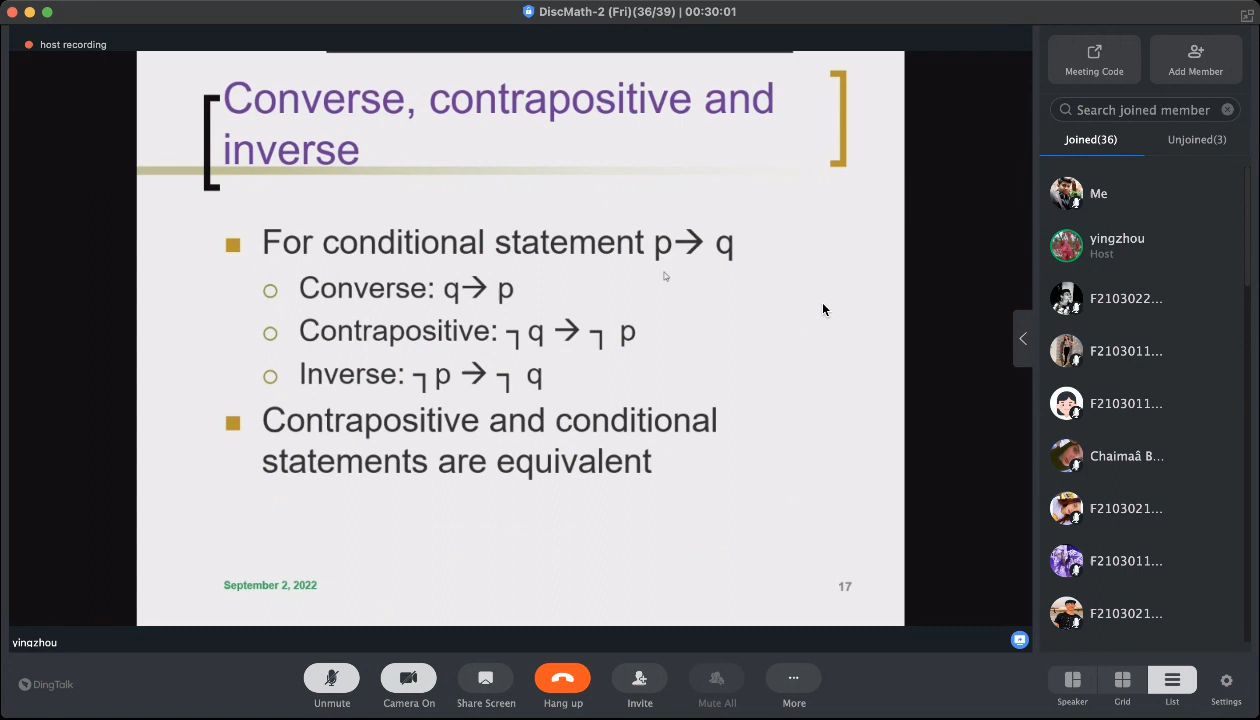 DiscMath-2 (Fri)(36/39) | 00:30:01
host recording
Converse, contrapositive and
inverse
For conditional statement p→ q
Converse: q→ p
Contrapositive: ┐q → ┐ p
Inverse: ┐p → ┐ q
Contrapositive and conditional
statements are equivalent
September 2, 2022
17
yingzhou
Meeting Code
Add Member
Search joined member
Joined(36)
Unjoined(3)
Me
yingzhou
Host
F2103022...
F2103011...
F2103011...
Chaimaâ B...
F2103021...
F2103011...
F2103021...
DingTalk
Unmute
Camera On
Share Screen
Hang up
Invite
Mute All
More
Speaker
Grid
List
Settings